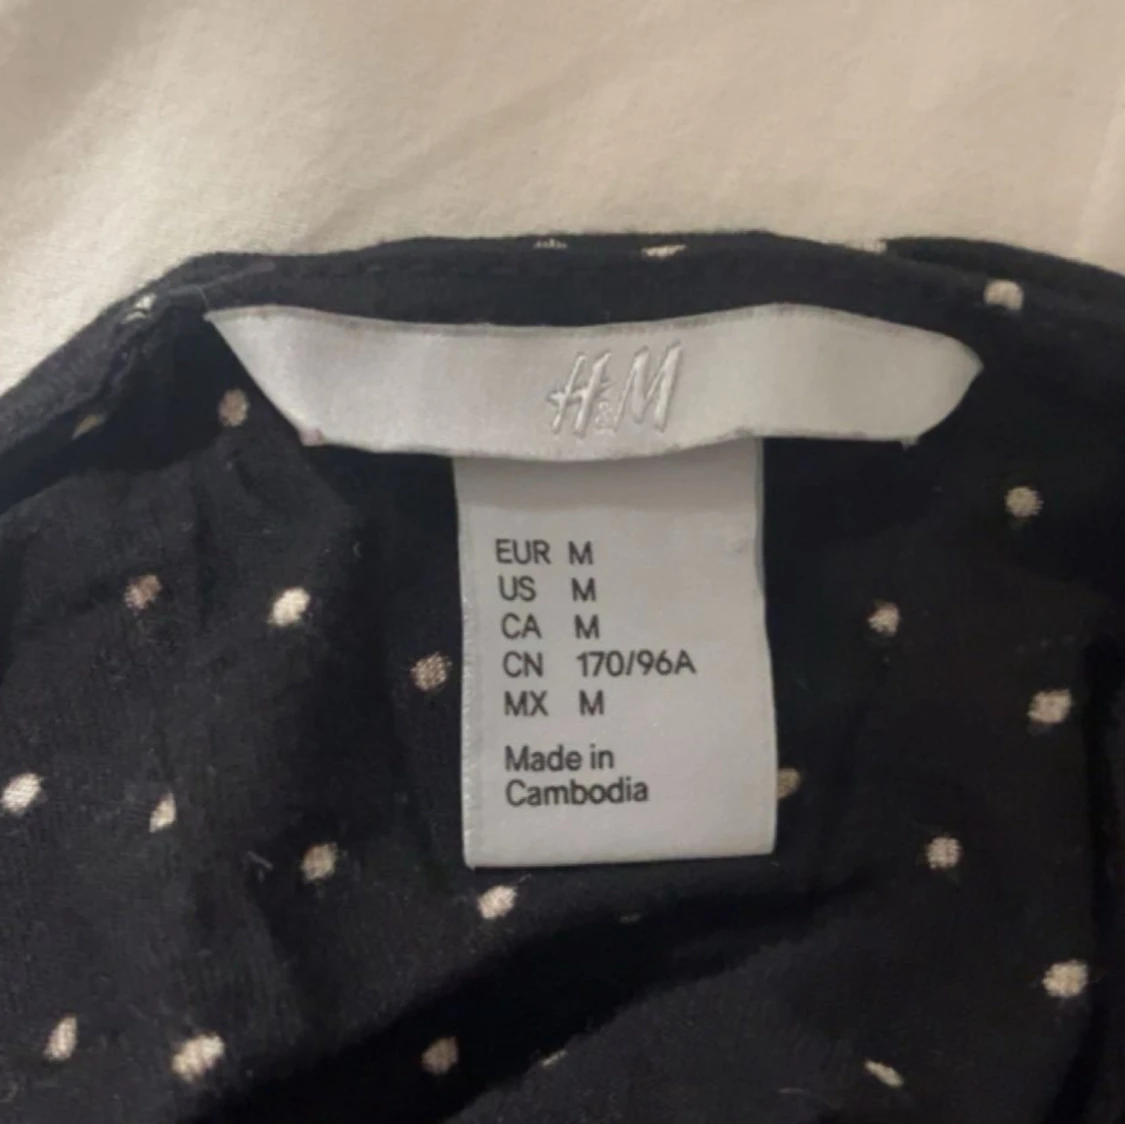 H&M
EUR M
US M
CA M
CN 170/96A
MX M
Made in
Cambodia